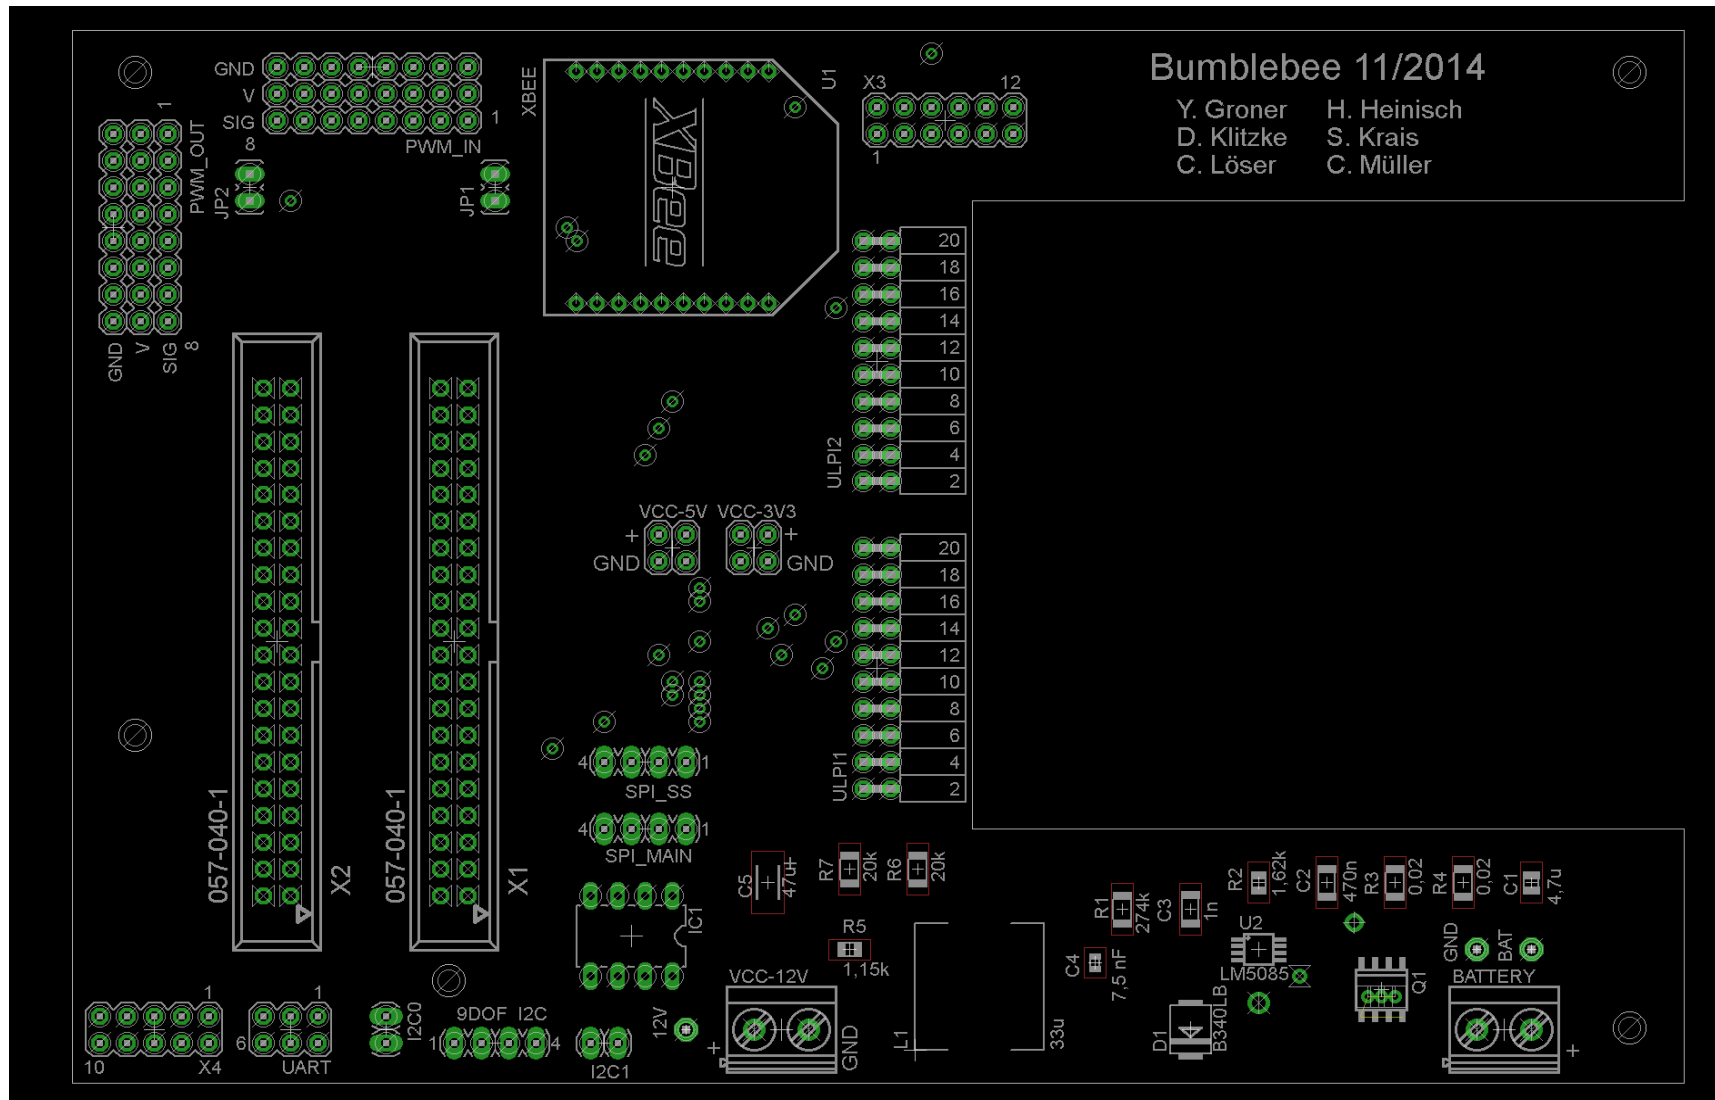 Bumblebee 11/2014
Y. Groner
H. Heinisch
D. Klitzke
S. Krais
C. Löser
C. Müller
GND
V
SIG
8
1
PWM_IN
1
PWM_OUT
GND
V
SIG
8
JP2
JP1
XBEE
U1
XBee
X3
12
1
20
18
16
14
12
10
8
6
4
2
ULPI2
VCC-5V
VCC-3V3
+
+
GND
GND
20
18
16
14
12
10
8
6
4
2
ULPI1
4
1
SPI_SS
4
1
SPI_MAIN
057-040-1
X2
057-040-1
X1
IC1
C5
47u
+
R7
20k
R6
20k
R5
1,15k
R1
274k
C3
1n
C4
7,5 nF
R2
1,62k
C2
470n
R3
0,02
R4
0,02
C1
4,7u
U2
LM5085
Q1
GND
BAT
BATTERY
+
D1
B340LB
L1
33u
VCC-12V
+
GND
12V
1
10
X4
1
6
UART
I2C0
9DOF I2C
1
4
I2C1